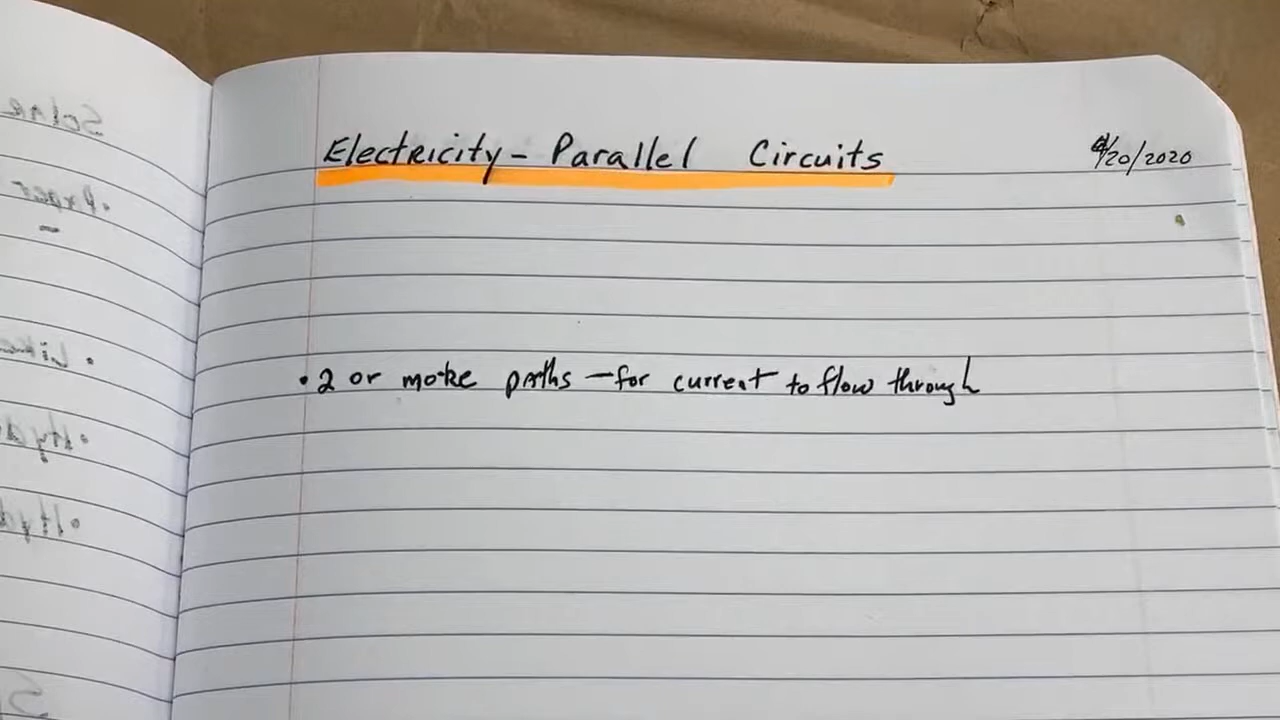 Electricity - Parallel Circuits
4/20/2020
• 2 or more paths - for current to flow through